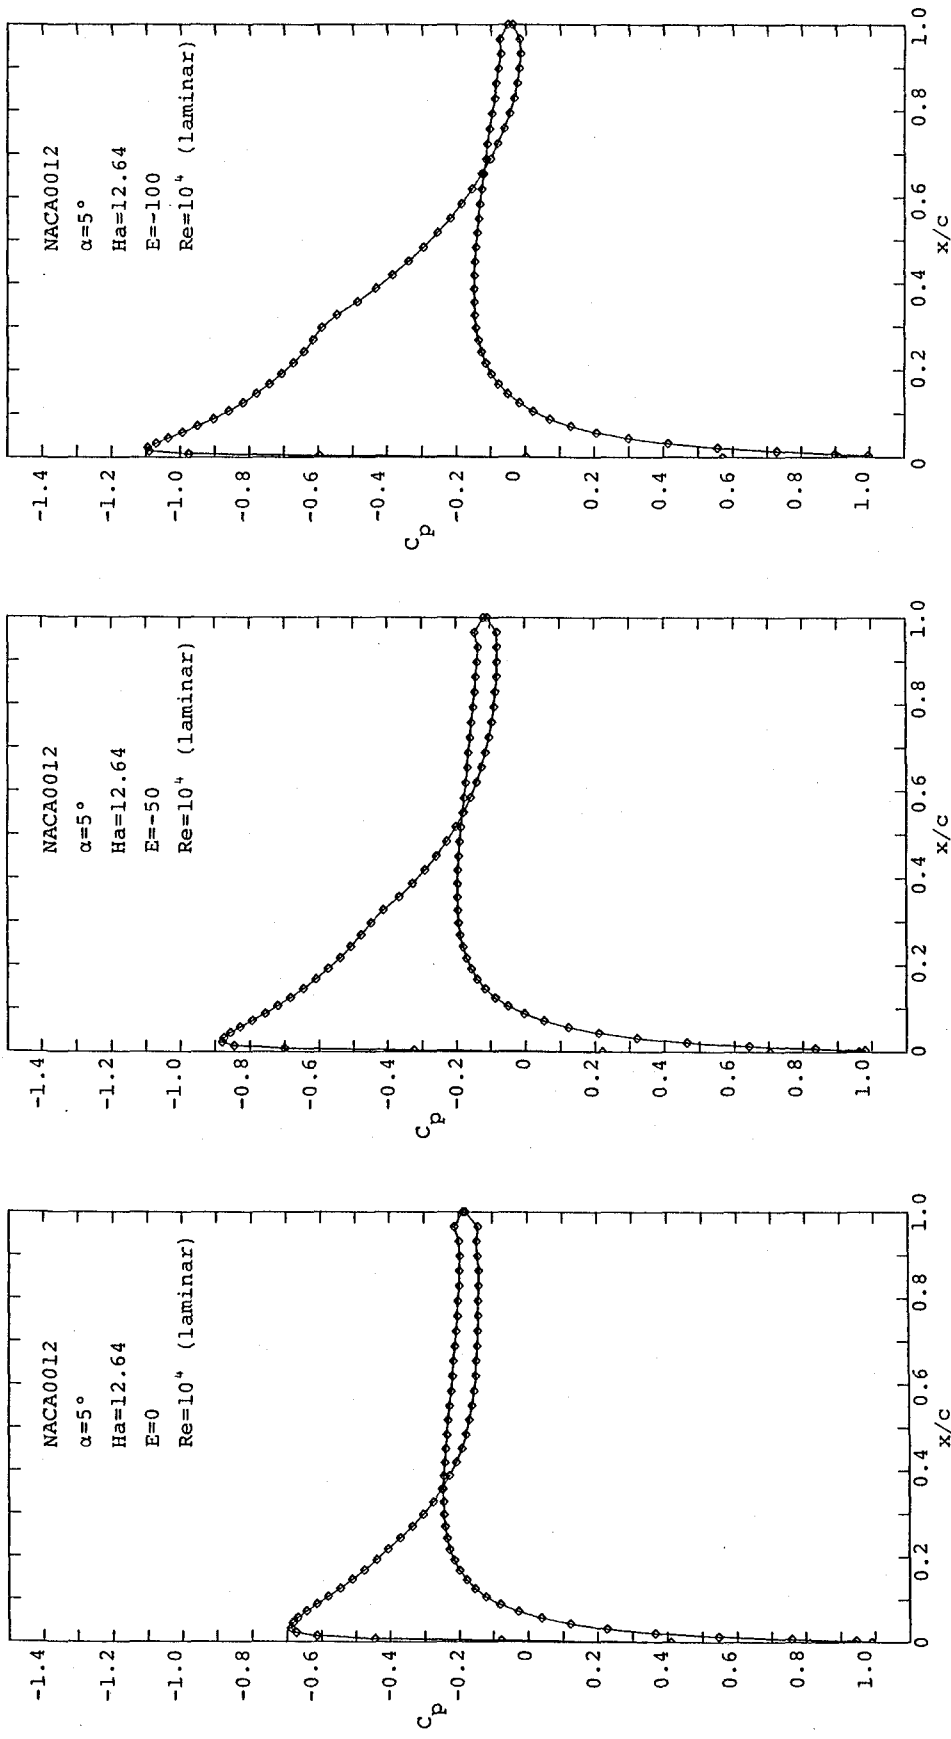 NACA0012
α=5°
Ha=12.64
E=0
Re=10⁴ (laminar)
-1.4
-1.2
-1.0
-0.8
-0.6
-0.4
Cp
-0.2
0
0.2
0.4
0.6
0.8
1.0
0 0.2 0.4 0.6 0.8 1.0
x/c
NACA0012
α=5°
Ha=12.64
E=-50
Re=10⁴ (laminar)
-1.4
-1.2
-1.0
-0.8
-0.6
-0.4
Cp
-0.2
0
0.2
0.4
0.6
0.8
1.0
0 0.2 0.4 0.6 0.8 1.0
x/c
NACA0012
α=5°
Ha=12.64
E=-100
Re=10⁴ (laminar)
-1.4
-1.2
-1.0
-0.8
-0.6
-0.4
Cp
-0.2
0
0.2
0.4
0.6
0.8
1.0
0 0.2 0.4 0.6 0.8 1.0
x/c